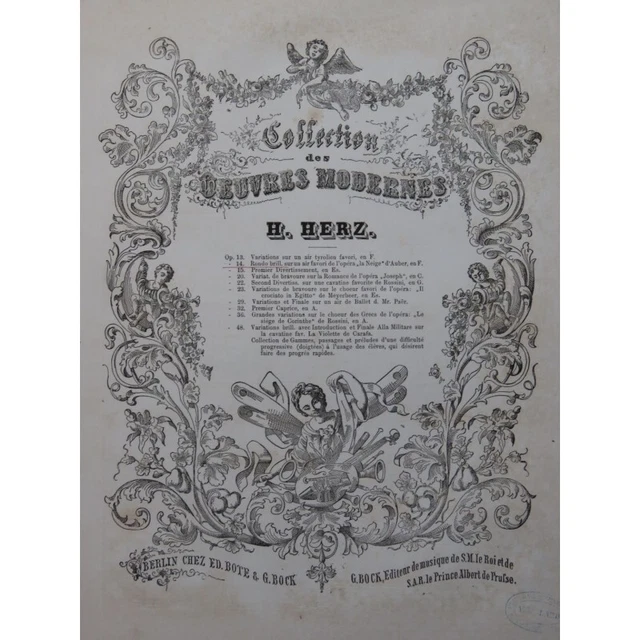 Collection
des
OEUVRES MODERNES
H. HERZ.
Op. 13. Variations sur un air tyrolien favori, en F.
- 14. Rondo brill. sur un air favori de l'opéra „la Neige“ d'Auber, en F.
- 15. Premier Divertissement, en Es.
- 20. Variat. de bravoure sur la Romance de l'opéra „Joseph“, en C.
- 22. Second Divertiss. sur une cavatine favorite de Rossini, en G.
- 23. Variations de bravoure sur le choeur favori de l'opéra: „Il
crociato in Egitto“ de Meyerbeer, en Es.
- 29. Variations et Finale sur un air de Ballet d. Mr. Paër.
- 32. Premier Caprice, en A.
- 36. Grandes variations sur le choeur des Grecs de l'opéra: „Le
siége de Corinthe“ de Rossini, en A.
- 48. Variations brill. avec Introduction et Finale Alla Militare sur
la cavatine fav. La Violette de Carafa.
Collection de Gammes, passages et préludes d'une difficulté
progressive (doigtées) à l'usage des élèves, qui désirent
faire des progrès rapides.
BERLIN CHEZ ED. BOTE & G. BOCK
G. BOCK, Editeur de musique de S.M. le Roi et de
S.A.R. le Prince Albert de Prusse.